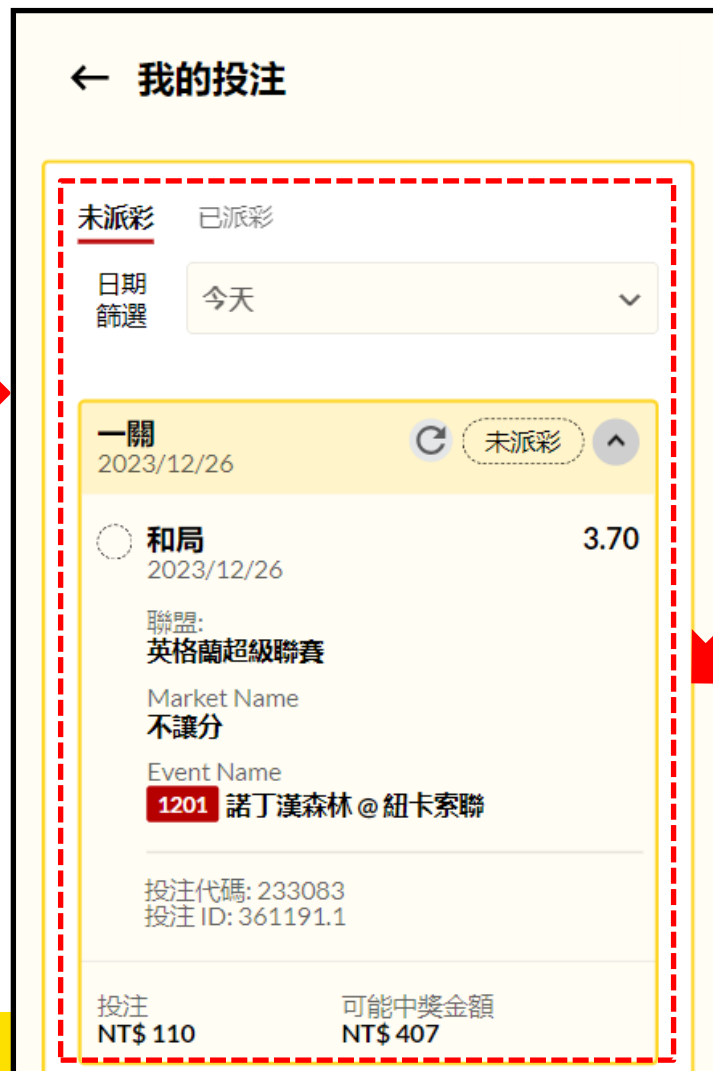 ← 我的投注
未派彩 已派彩
日期
篩選
今天
一關
2023/12/26
未派彩
和局 3.70
2023/12/26
聯盟:
英格蘭超級聯賽
Market Name
不讓分
Event Name
1201 諾丁漢森林 @ 紐卡索聯
投注代碼: 233083
投注 ID: 361191.1
投注 可能中獎金額
NT$ 110 NT$ 407